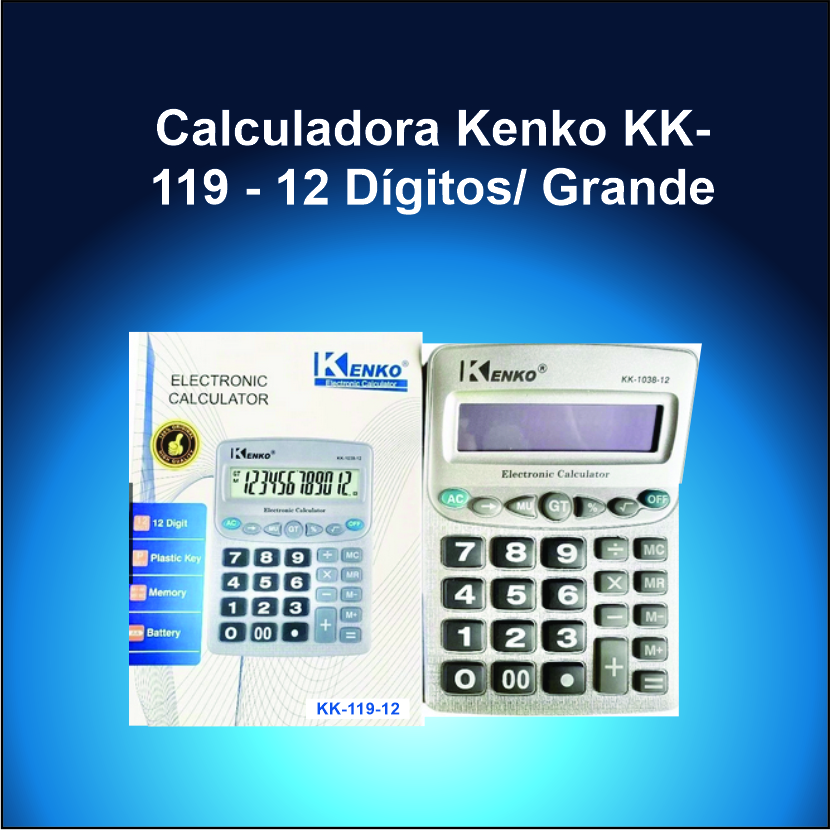 Calculadora Kenko KK-
119 - 12 Dígitos/ Grande
ELECTRONIC
CALCULATOR
KENKO®
Electronic Calculator
KENKO®
KK-1038-12
123456789012.
Electronic Calculator
AC → MU GT % √ OFF
7 8 9 ÷ MC
4 5 6 × MR
1 2 3 − M−
0 00 • + M+
=
12 Digit
Plastic Key
Memory
Battery
KK-119-12
KENKO®
KK-1038-12
Electronic Calculator
AC → MU GT % √ OFF
7 8 9 ÷ MC
4 5 6 × MR
1 2 3 − M−
0 00 • + M+
=